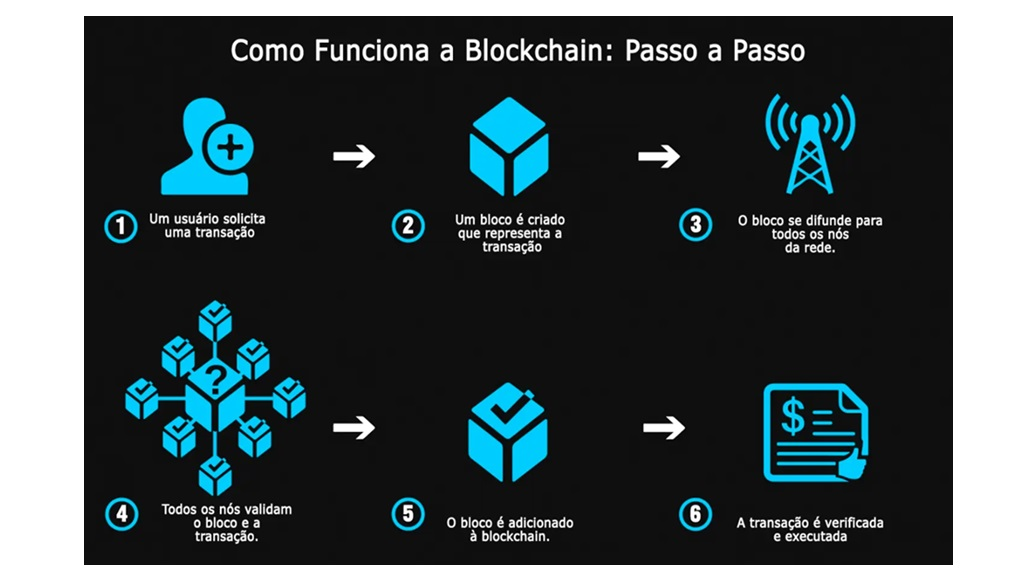 Como Funciona a Blockchain: Passo a Passo
1
Um usuário solicita
uma transação
2
Um bloco é criado
que representa a
transação
3
O bloco se difunde para
todos os nós
da rede.
?
4
Todos os nós validam
o bloco e a
transação.
5
O bloco é adicionado
à blockchain.
$
6
A transação é verificada
e executada